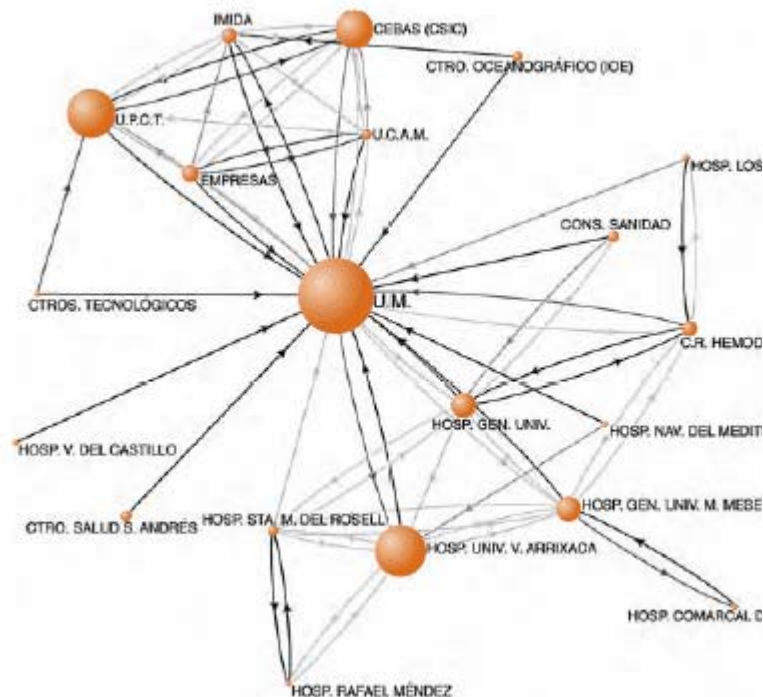 IMIDA
CEBAS (CSIC)
CTRO. OCEANOGRÁFICO (IOE)
U.P.C.T.
U.C.A.M.
EMPRESAS
HOSP. LOS
CONS. SANIDAD
CTROS. TECNOLÓGICOS
U.M.
C.R. HEMOD
HOSP. GEN. UNIV.
HOSP. NAV. DEL MEDIT
HOSP. V. DEL CASTILLO
HOSP. GEN. UNIV. M. MESE
CTRO. SALUD S. ANDRÉS
HOSP. STA. M. DEL ROSELL
HOSP. UNIV. V. ARRIXACA
HOSP. COMARCAL D
HOSP. RAFAEL MÉNDEZ